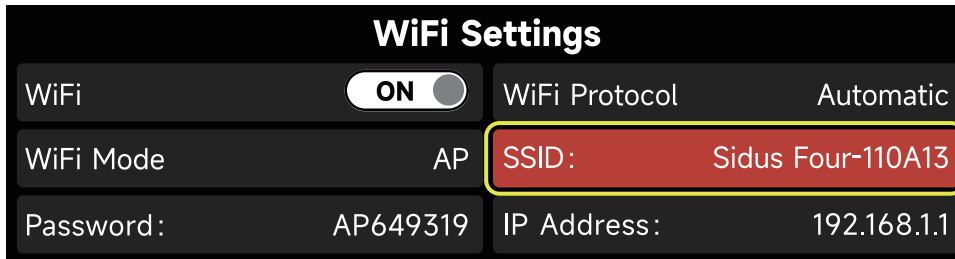 WiFi Settings
WiFi ON WiFi Protocol Automatic
WiFi Mode AP SSID: Sidus Four-110A13
Password: AP649319 IP Address: 192.168.1.1